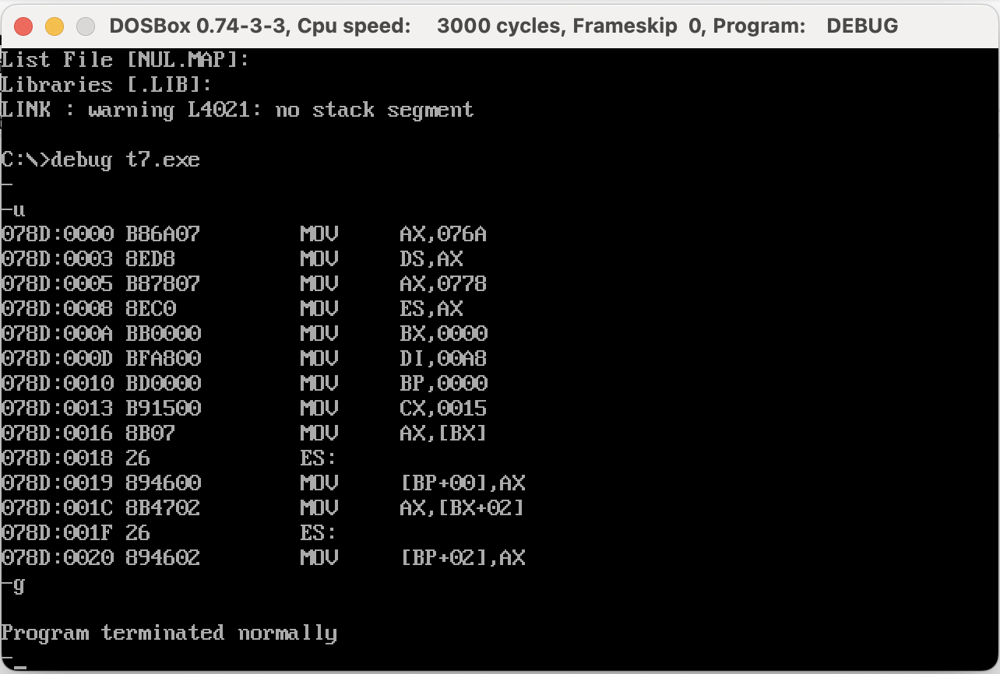 DOSBox 0.74-3-3, Cpu speed:    3000 cycles, Frameskip  0, Program:    DEBUG
List File [NUL.MAP]:
Libraries [.LIB]:
LINK : warning L4021: no stack segment
C:\>debug t7.exe
-
-u
078D:0000 B86A07        MOV     AX,076A
078D:0003 8ED8          MOV     DS,AX
078D:0005 B87807        MOV     AX,0778
078D:0008 8EC0          MOV     ES,AX
078D:000A BB0000        MOV     BX,0000
078D:000D BFA800        MOV     DI,00A8
078D:0010 BD0000        MOV     BP,0000
078D:0013 B91500        MOV     CX,0015
078D:0016 8B07          MOV     AX,[BX]
078D:0018 26            ES:
078D:0019 894600        MOV     [BP+00],AX
078D:001C 8B4702        MOV     AX,[BX+02]
078D:001F 26            ES:
078D:0020 894602        MOV     [BP+02],AX
-g
Program terminated normally
-_